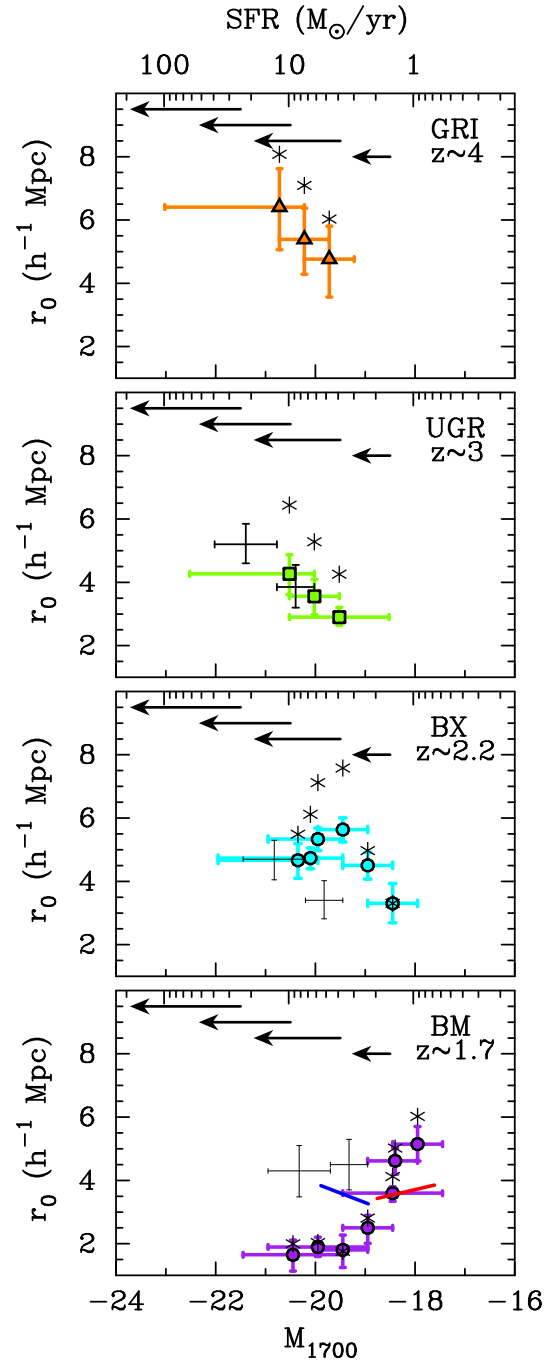 SFR (M⊙/yr)
100 10 1
GRI
z~4
8
6
4
2
r0 (h−1 Mpc)
UGR
z~3
8
6
4
2
r0 (h−1 Mpc)
BX
z~2.2
8
6
4
2
r0 (h−1 Mpc)
BM
z~1.7
8
6
4
2
r0 (h−1 Mpc)
−24 −22 −20 −18 −16
M1700